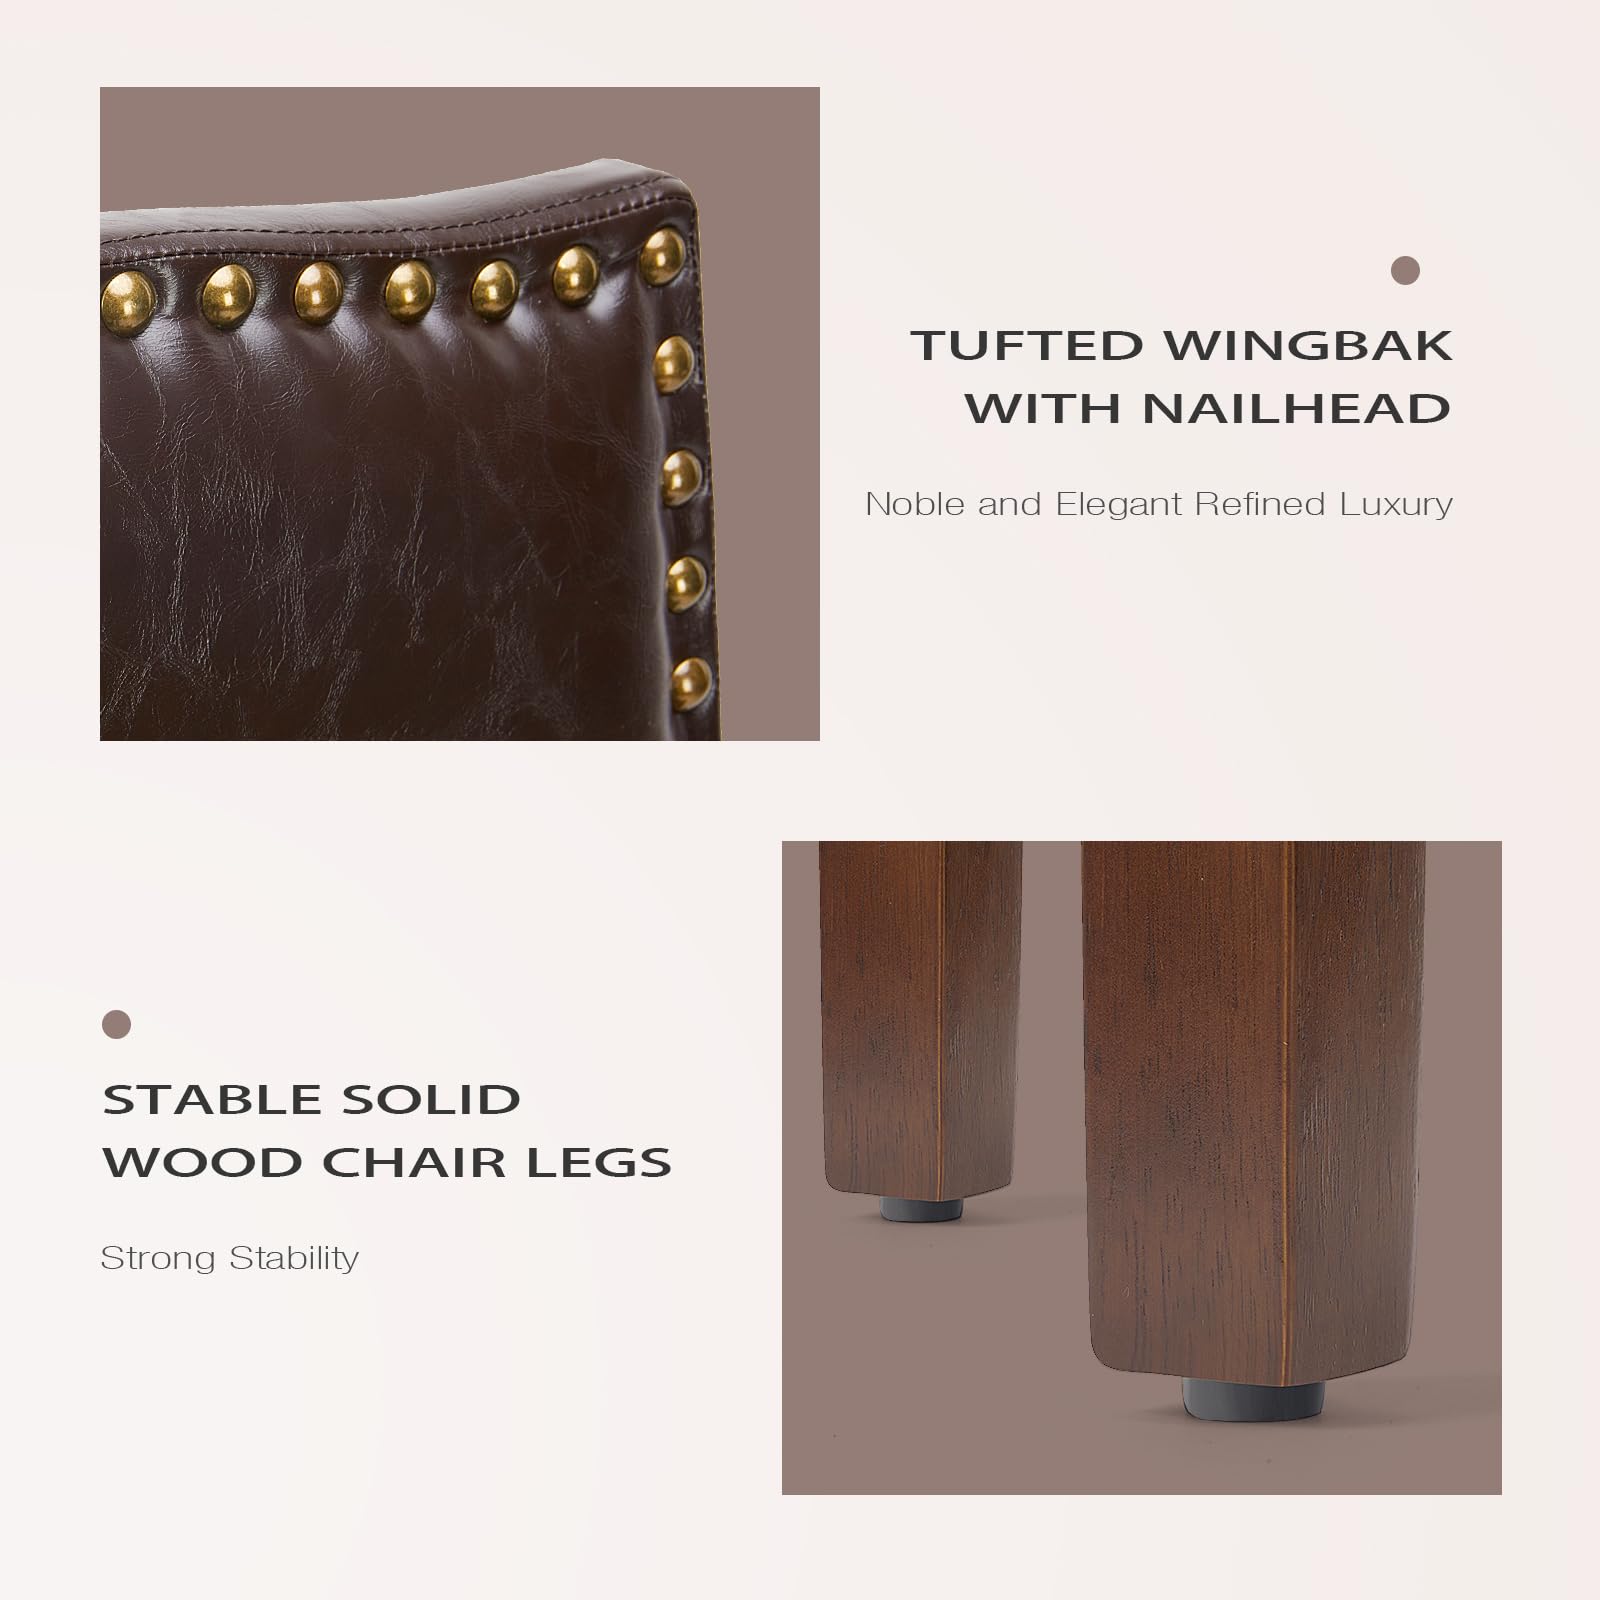 TUFTED WINGBAK
WITH NAILHEAD
Noble and Elegant Refined Luxury
STABLE SOLID
WOOD CHAIR LEGS
Strong Stability